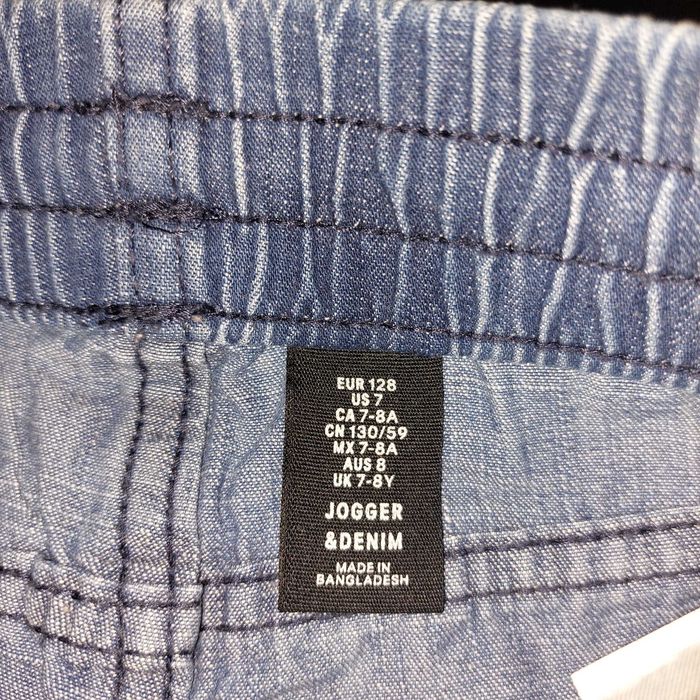 EUR 128
US 7
CA 7-8A
CN 130/59
MX 7-8A
AUS 8
UK 7-8Y
JOGGER
&DENIM
MADE IN
BANGLADESH